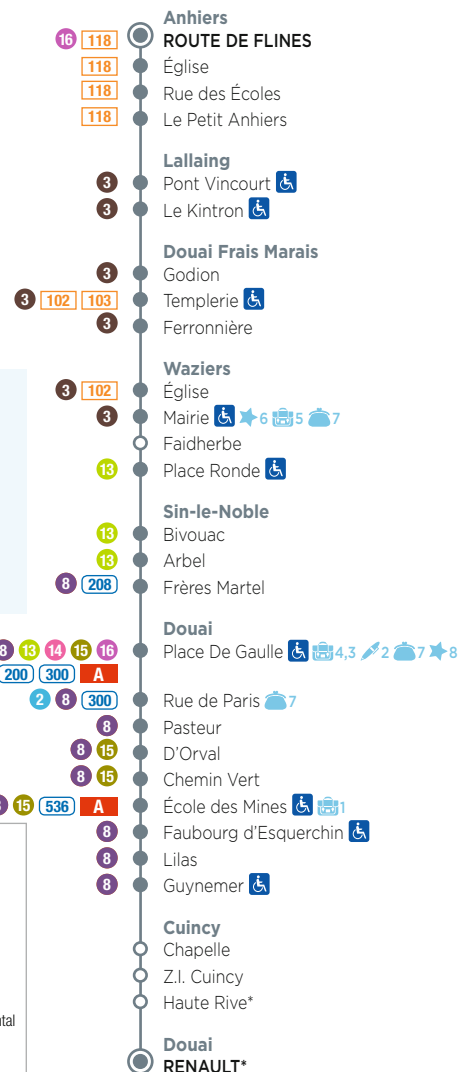 Anhiers
16 118 ROUTE DE FLINES
118 Église
118 Rue des Écoles
118 Le Petit Anhiers
Lallaing
3 Pont Vincourt
3 Le Kintron
Douai Frais Marais
3 Godion
3 102 103 Templerie
3 Ferronnière
Waziers
3 102 Église
3 Mairie 6 5 7
Faidherbe
13 Place Ronde
Sin-le-Noble
13 Bivouac
13 Arbel
8 208 Frères Martel
Douai
8 13 14 15 16 Place De Gaulle 4,3 2 7 8
200 300 A
2 8 300 Rue de Paris 7
8 Pasteur
8 15 D'Orval
8 15 Chemin Vert
15 536 A École des Mines 1
8 Faubourg d'Esquerchin
8 Lilas
8 Guynemer
Cuincy
Chapelle
Z.I. Cuincy
Haute Rive*
Douai
RENAULT*